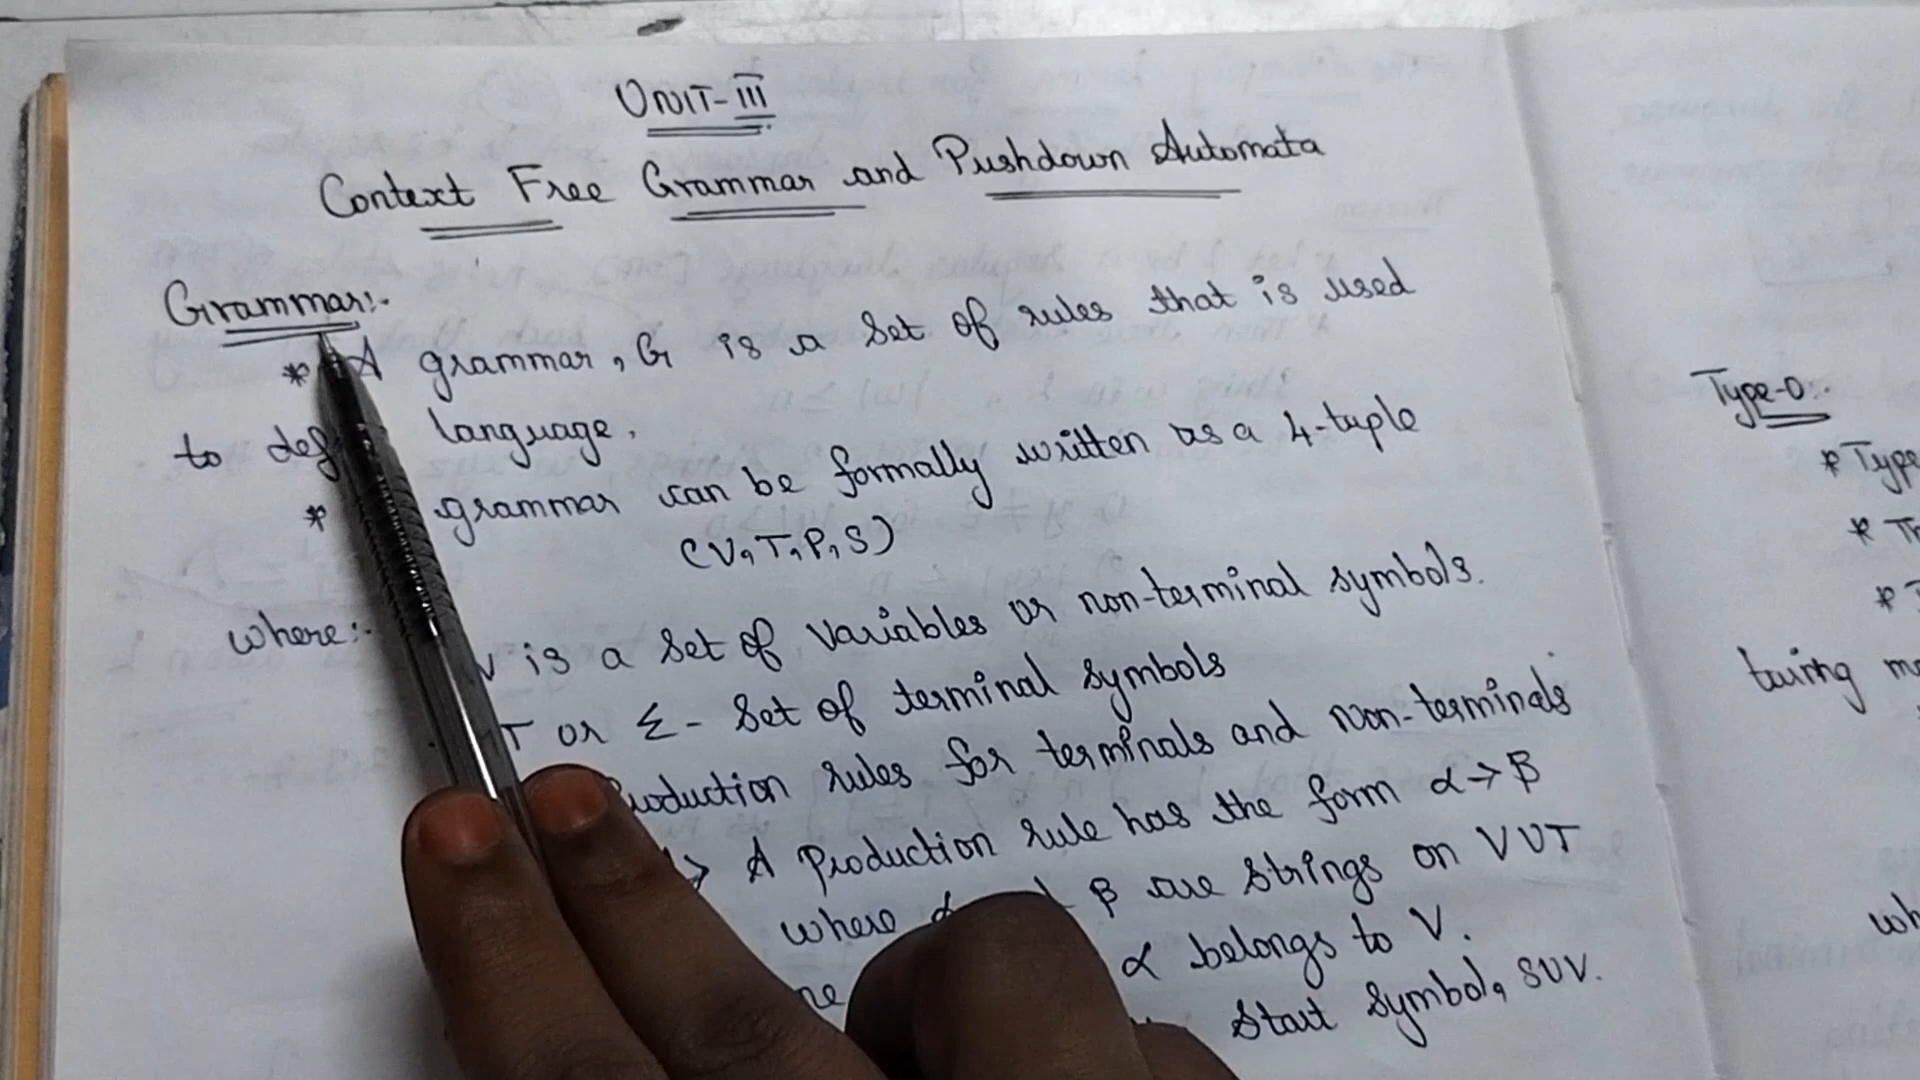 UNIT-III
Context Free Grammar and Pushdown Automata
Grammar:-
* A grammar, G is a set of rules that is used
to def language.
* grammar can be formally written as a 4-tuple
(V, T, P, S)
where:-
V is a set of variables or non-terminal symbols.
T or Σ - Set of terminal symbols
production rules for terminals and non-terminals
> A production rule has the form α → β
where α β are strings on V U T
α belongs to V.
Start symbol, SUV.
Type-0:-
* Type
* T
*
turing m
wh